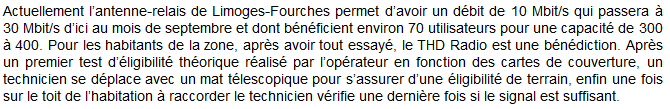 Actuellement l'antenne-relais de Limoges-Fourches permet d'avoir un débit de 10 Mbit/s qui passera à
30 Mbit/s d'ici au mois de septembre et dont bénéficient environ 70 utilisateurs pour une capacité de 300
à 400. Pour les habitants de la zone, après avoir tout essayé, le THD Radio est une bénédiction. Après
un premier test d'éligibilité théorique réalisé par l'opérateur en fonction des cartes de couverture, un
technicien se déplace avec un mat télescopique pour s'assurer d'une éligibilité de terrain, enfin une fois
sur le toit de l'habitation à raccorder le technicien vérifie une dernière fois si le signal est suffisant.